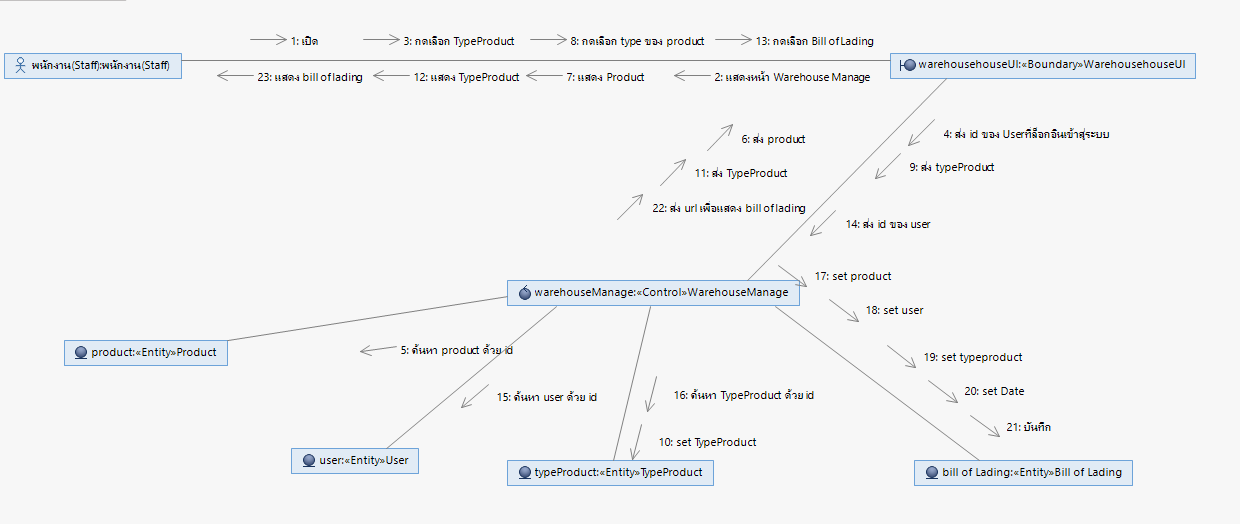 1: เปิด
3: กดเลือก TypeProduct
8: กดเลือก type ของ product
13: กดเลือก Bill of Lading
พนักงาน(Staff):พนักงาน(Staff)
warehousehouseUI:«Boundary»WarehousehouseUI
23: แสดง bill of lading
12: แสดง TypeProduct
7: แสดง Product
2: แสดงหน้า Warehouse Manage
6: ส่ง product
4: ส่ง id ของ Userที่ล็อกอินเข้าสู่ระบบ
11: ส่ง TypeProduct
9: ส่ง typeProduct
22: ส่ง url เพื่อแสดง bill of lading
14: ส่ง id ของ user
17: set product
warehouseManage:«Control»WarehouseManage
18: set user
product:«Entity»Product
5: ค้นหา product ด้วย id
19: set typeproduct
15: ค้นหา user ด้วย id
16: ค้นหา TypeProduct ด้วย id
20: set Date
21: บันทึก
10: set TypeProduct
user:«Entity»User
typeProduct:«Entity»TypeProduct
bill of Lading:«Entity»Bill of Lading